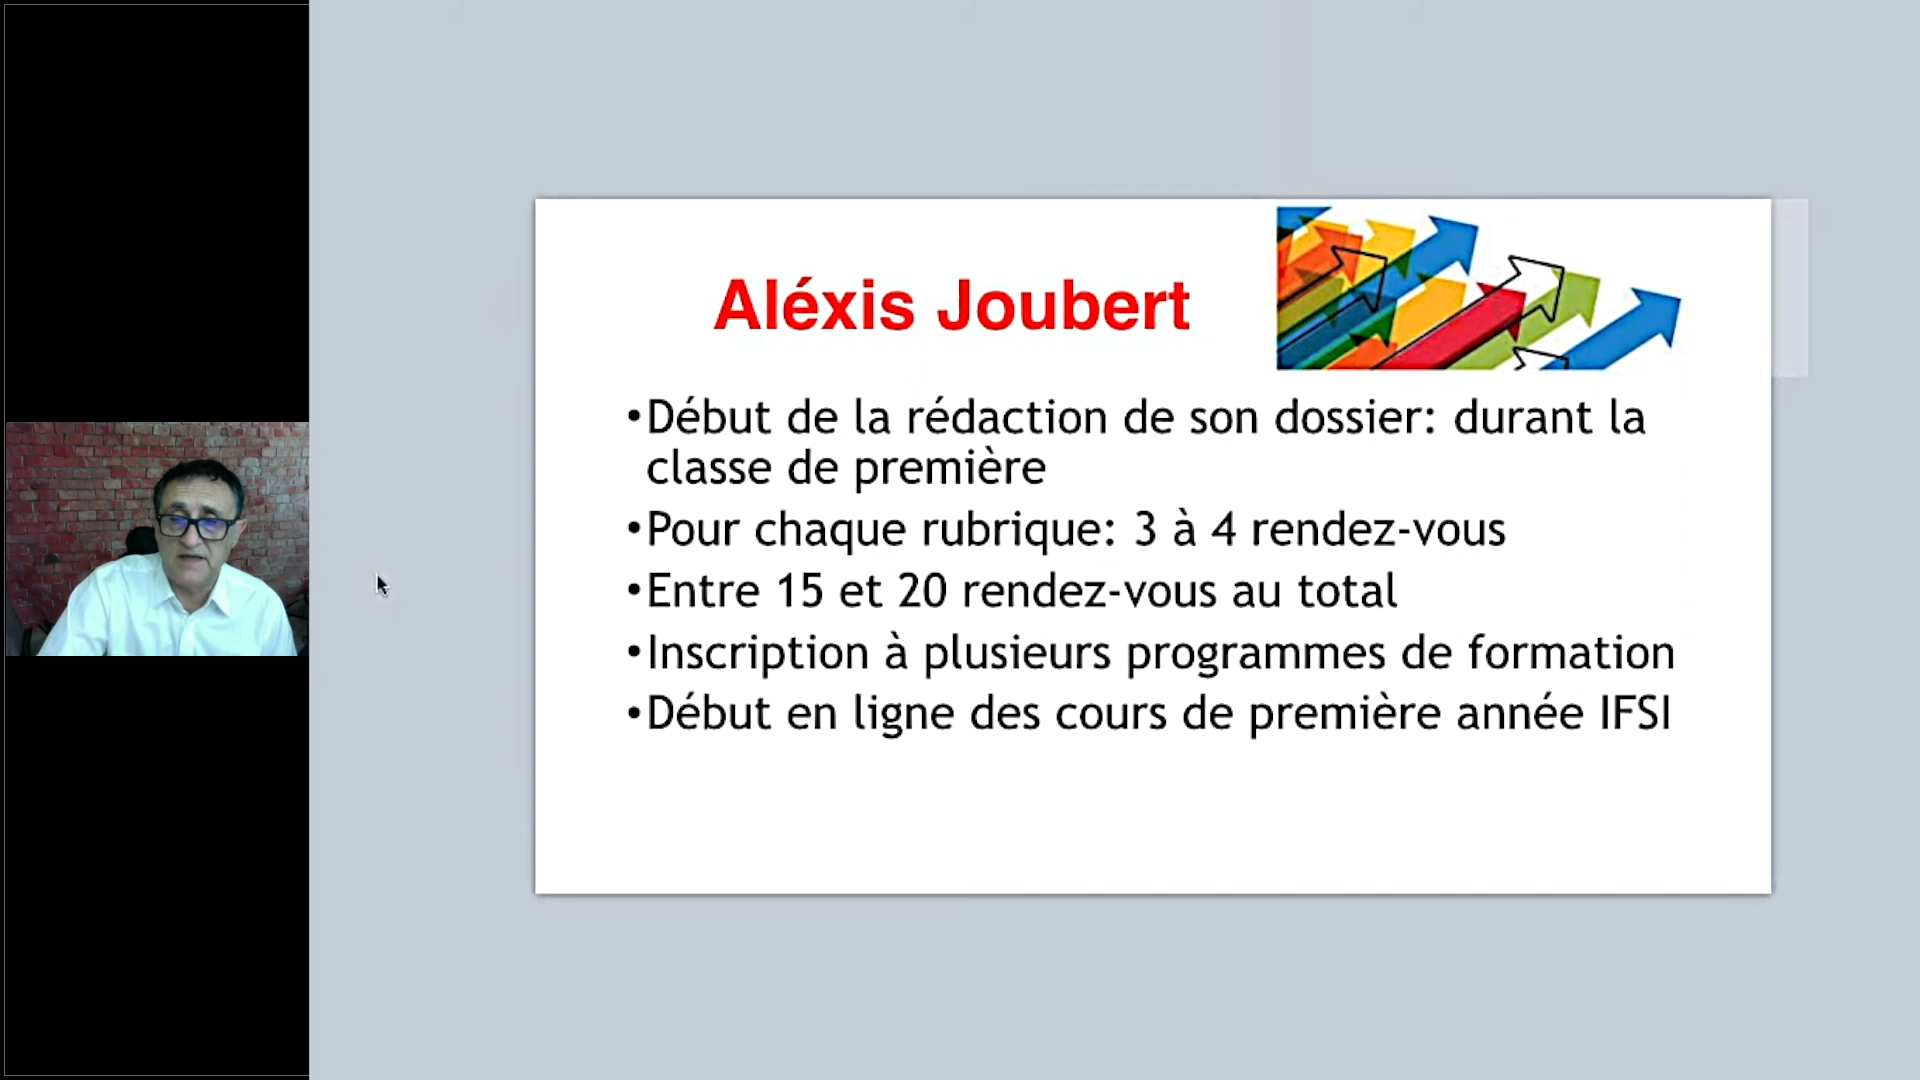 Aléxis Joubert
•Début de la rédaction de son dossier: durant la
classe de première
•Pour chaque rubrique: 3 à 4 rendez-vous
•Entre 15 et 20 rendez-vous au total
•Inscription à plusieurs programmes de formation
•Début en ligne des cours de première année IFSI